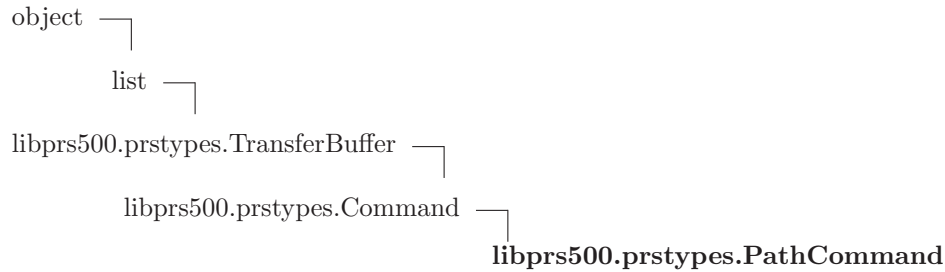 object
list
libprs500.prstypes.TransferBuffer
libprs500.prstypes.Command
libprs500.prstypes.PathCommand